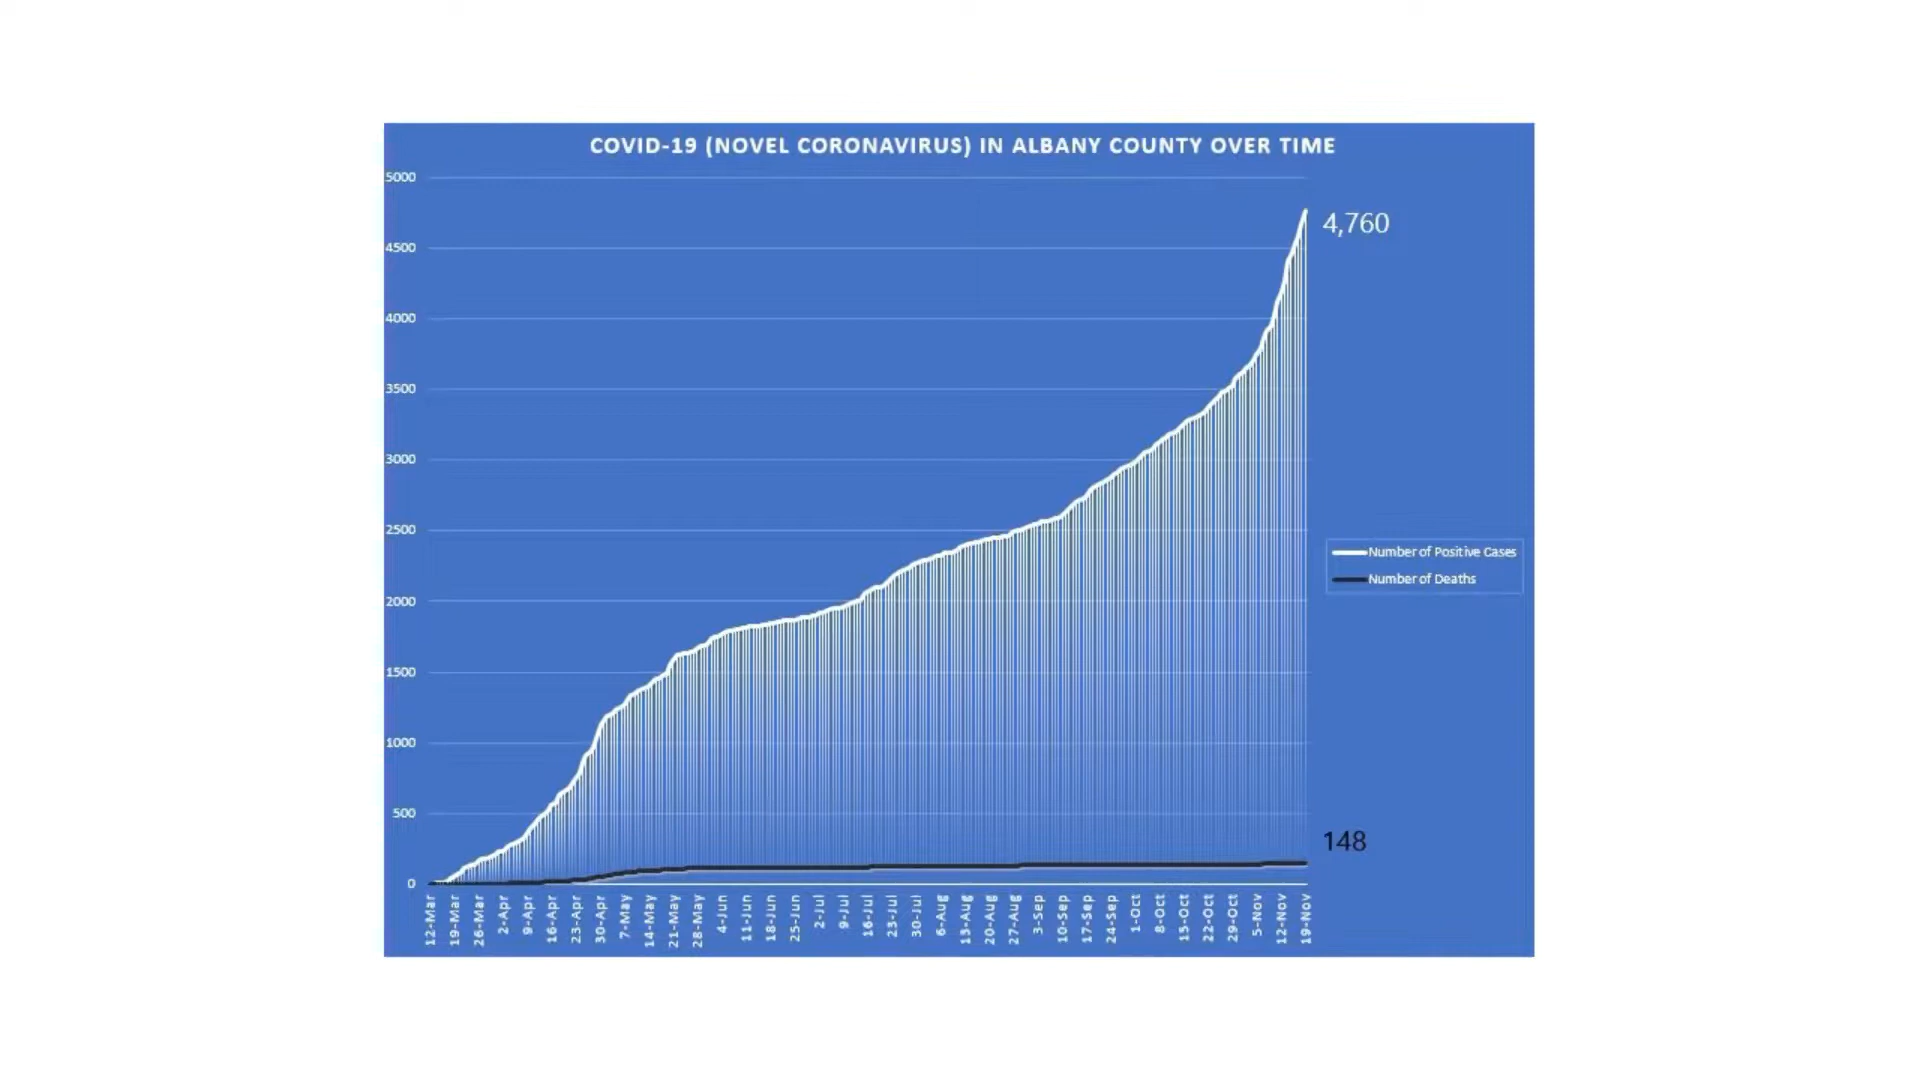 COVID-19 (NOVEL CORONAVIRUS) IN ALBANY COUNTY OVER TIME
5000
4,760
4500
4000
3500
3000
2500
Number of Positive Cases
Number of Deaths
2000
1500
1000
500
148
0
12-Mar
19-Mar
26-Mar
2-Apr
9-Apr
16-Apr
23-Apr
30-Apr
7-May
14-May
21-May
28-May
4-Jun
11-Jun
18-Jun
25-Jun
2-Jul
9-Jul
16-Jul
23-Jul
30-Jul
6-Aug
13-Aug
20-Aug
27-Aug
3-Sep
10-Sep
17-Sep
24-Sep
1-Oct
8-Oct
15-Oct
22-Oct
29-Oct
5-Nov
12-Nov
19-Nov